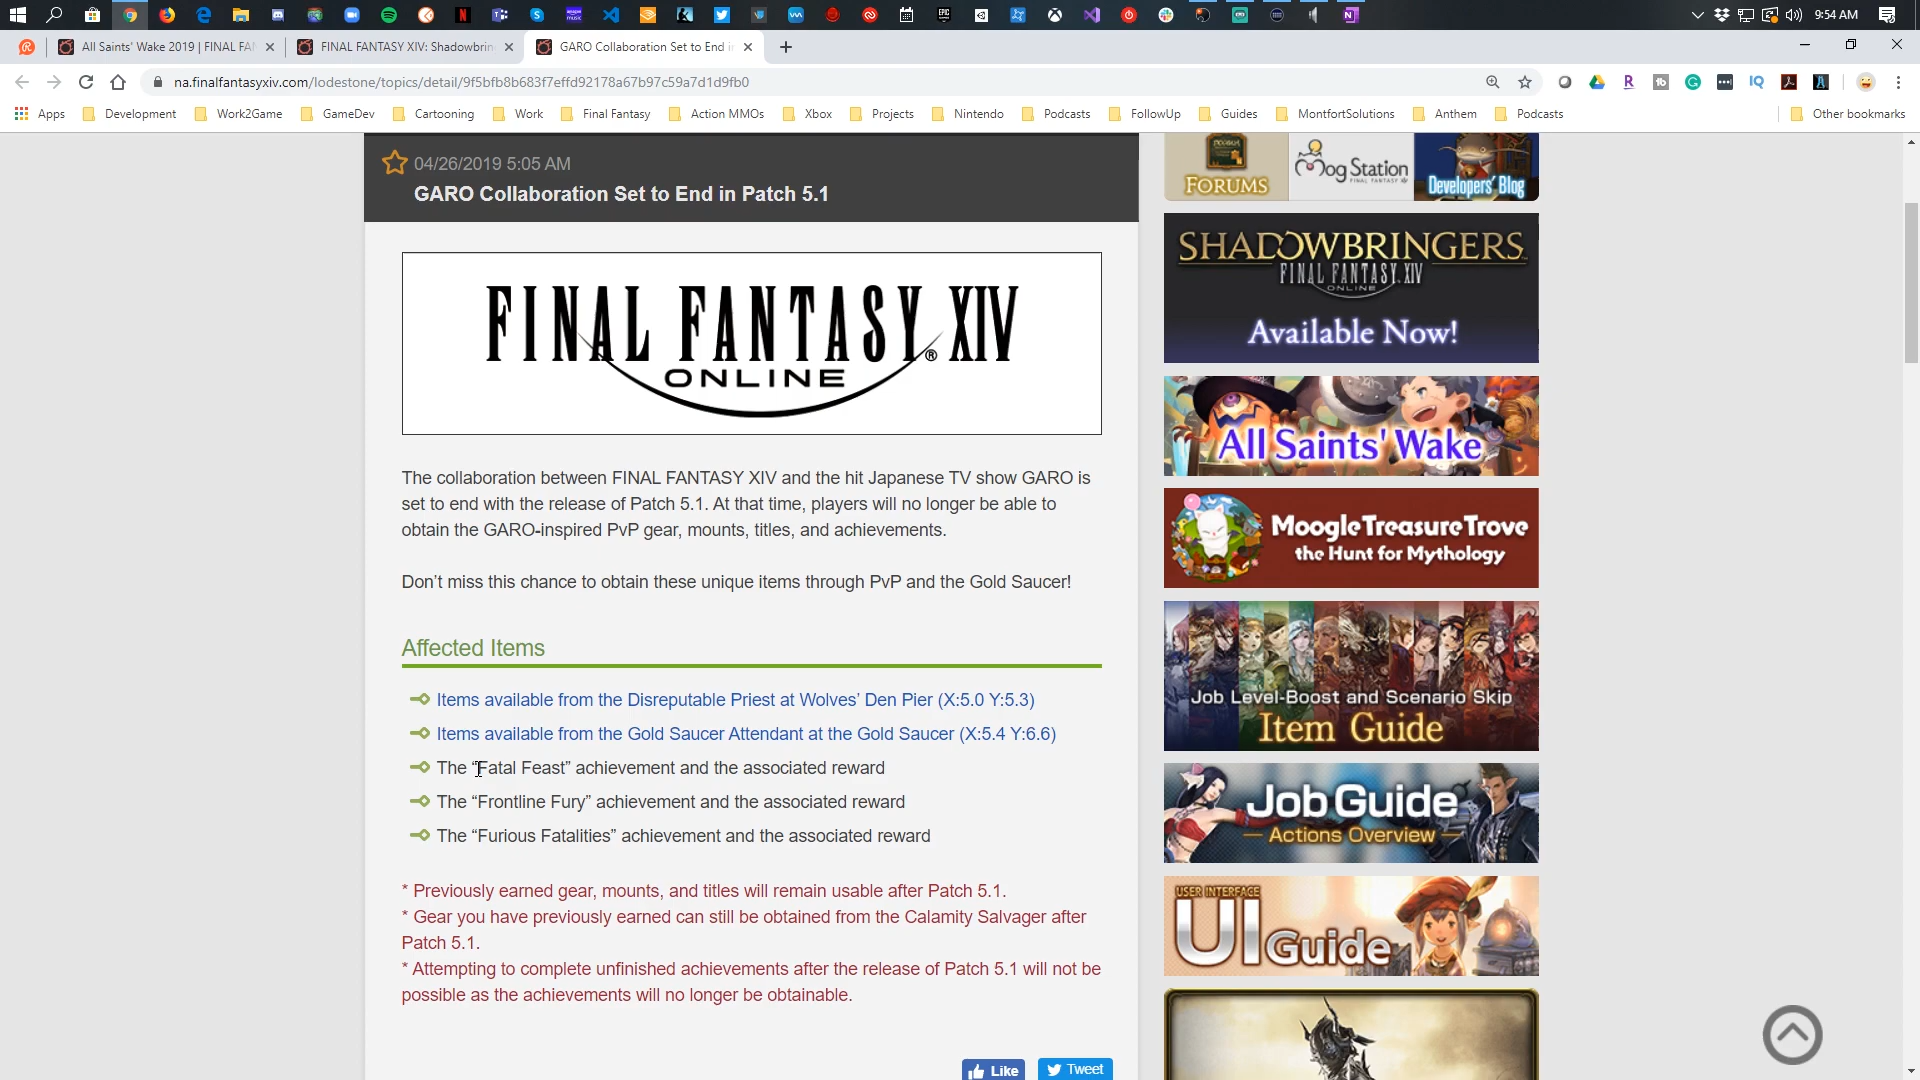 9:54 AM
All Saints' Wake 2019 | FINAL FAN
FINAL FANTASY XIV: Shadowbrin
GARO Collaboration Set to End in
na.finalfantasyxiv.com/lodestone/topics/detail/9f5bfb8b683f7effd92178a67b97c59a7d1d9fb0
Apps
Development
Work2Game
GameDev
Cartooning
Work
Final Fantasy
Action MMOs
Xbox
Projects
Nintendo
Podcasts
FollowUp
Guides
MontfortSolutions
Anthem
Podcasts
Other bookmarks
04/26/2019 5:05 AM
GARO Collaboration Set to End in Patch 5.1
FINAL FANTASY® XIV
ONLINE
The collaboration between FINAL FANTASY XIV and the hit Japanese TV show GARO is
set to end with the release of Patch 5.1. At that time, players will no longer be able to
obtain the GARO-inspired PvP gear, mounts, titles, and achievements.
Don't miss this chance to obtain these unique items through PvP and the Gold Saucer!
Affected Items
Items available from the Disreputable Priest at Wolves' Den Pier (X:5.0 Y:5.3)
Items available from the Gold Saucer Attendant at the Gold Saucer (X:5.4 Y:6.6)
The “Fatal Feast” achievement and the associated reward
The “Frontline Fury” achievement and the associated reward
The “Furious Fatalities” achievement and the associated reward
* Previously earned gear, mounts, and titles will remain usable after Patch 5.1.
* Gear you have previously earned can still be obtained from the Calamity Salvager after
Patch 5.1.
* Attempting to complete unfinished achievements after the release of Patch 5.1 will not be
possible as the achievements will no longer be obtainable.
Like
Tweet
FORUMS
Mog Station
FINAL FANTASY XIV
Developers' Blog
SHADOWBRINGERS
FINAL FANTASY XIV
ONLINE
Available Now!
All Saints' Wake
Moogle Treasure Trove
the Hunt for Mythology
Job Level-Boost and Scenario Skip
Item Guide
Job Guide
Actions Overview
USER INTERFACE
UI Guide